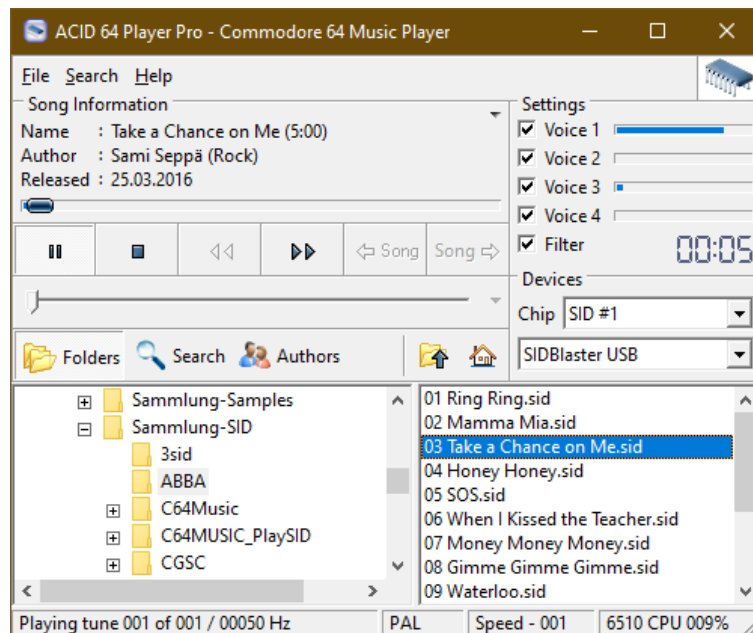 ACID 64 Player Pro - Commodore 64 Music Player
File Search Help
Song Information
Name : Take a Chance on Me (5:00)
Author : Sami Seppä (Rock)
Released : 25.03.2016
Settings
Voice 1
Voice 2
Voice 3
Voice 4
Filter
00:05
Song Song
Devices
Chip SID #1
SIDBlaster USB
Folders Search Authors
Sammlung-Samples
Sammlung-SID
3sid
ABBA
C64Music
C64MUSIC_PlaySID
CGSC
01 Ring Ring.sid
02 Mamma Mia.sid
03 Take a Chance on Me.sid
04 Honey Honey.sid
05 SOS.sid
06 When I Kissed the Teacher.sid
07 Money Money Money.sid
08 Gimme Gimme Gimme.sid
09 Waterloo.sid
Playing tune 001 of 001 / 00050 Hz PAL Speed - 001 6510 CPU 009%